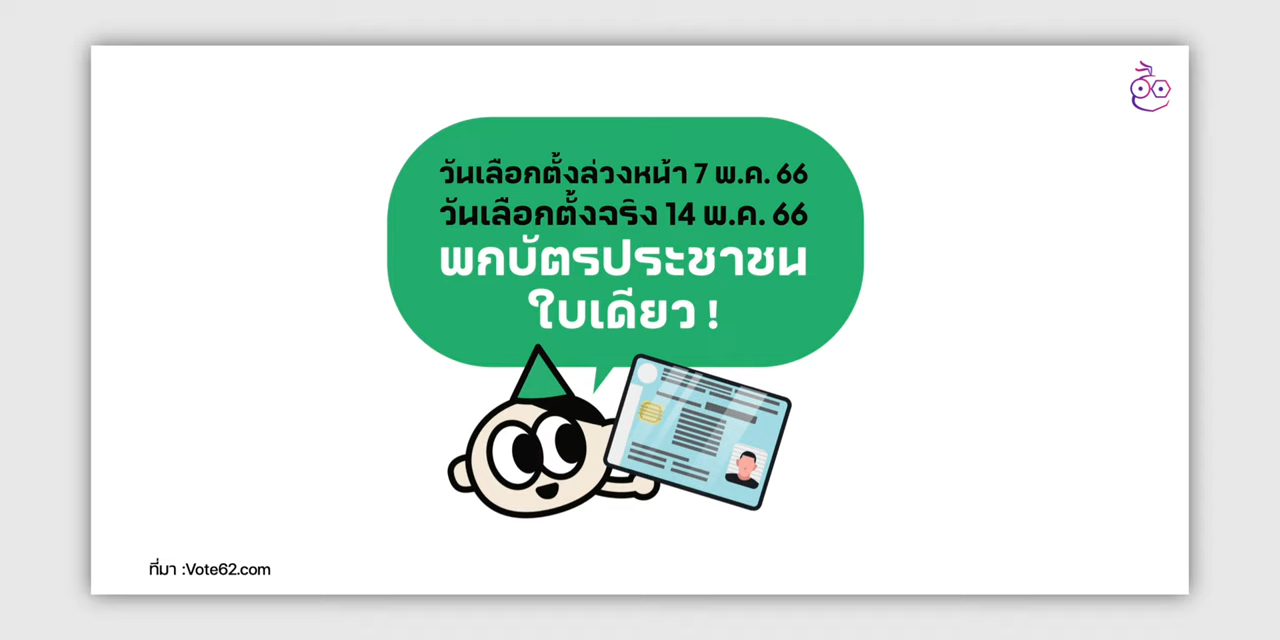 วันเลือกตั้งล่วงหน้า 7 พ.ค. 66
วันเลือกตั้งจริง 14 พ.ค. 66
พกบัตรประชาชน
ใบเดียว !
ที่มา :Vote62.com